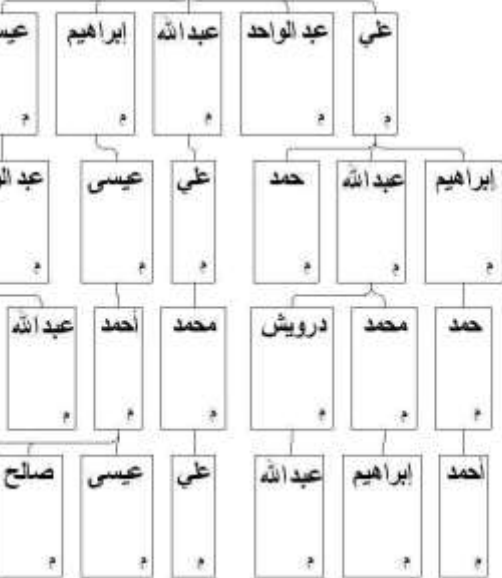 علي عبد الواحد عبدالله إبراهيم
م م م م م
إبراهيم عبدالله حمد علي عيسى
م م م م م م
حمد محمد درويش محمد أحمد عبدالله
م م م م م م
أحمد إبراهيم عبدالله علي عيسى صالح
م م م م م م